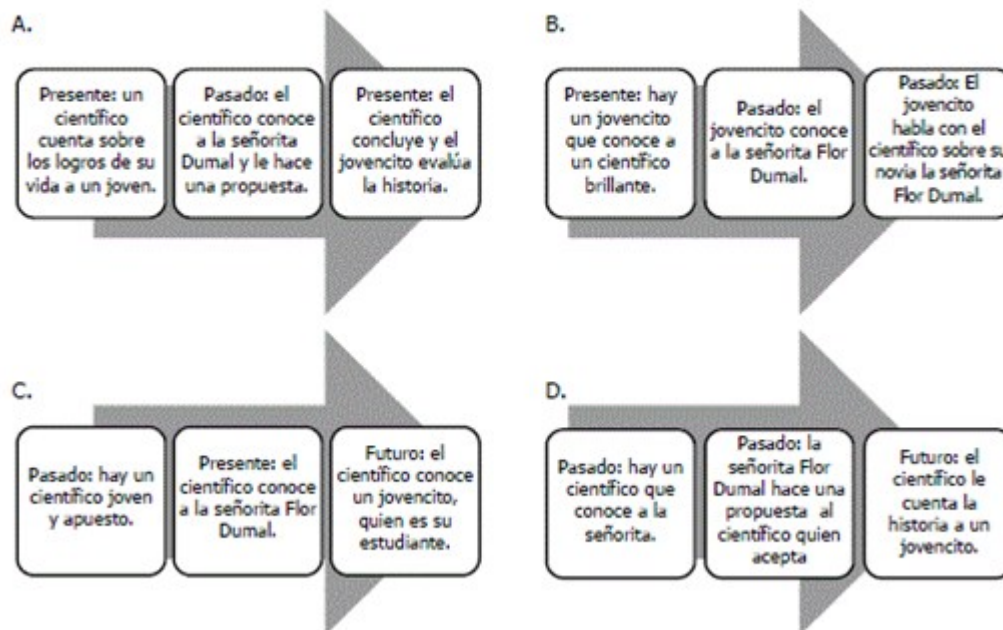 A.
Presente: un
científico
cuenta sobre
los logros de su
vida a un joven.
Pasado: el
científico conoce
a la señorita
Dumal y le hace
una propuesta.
Presente: el
científico
concluye y el
jovencito evalúa
la historia.
B.
Presente: hay
un jovencito
que conoce a
un científico
brillante.
Pasado: el
jovencito conoce
a la señorita Flor
Dumal.
Pasado: El
jovencito
habla con el
científico sobre su
novia la señorita
Flor Dumal.
C.
Pasado: hay un
científico joven
y apuesto.
Presente: el
científico conoce
a la señorita Flor
Dumal.
Futuro: el
científico conoce
un jovencito,
quien es su
estudiante.
D.
Pasado: hay un
científico que
conoce a la
señorita.
Pasado: la
señorita Flor
Dumal hace una
propuesta al
científico quien
acepta
Futuro: el
científico le
cuenta la
historia a un
jovencito.